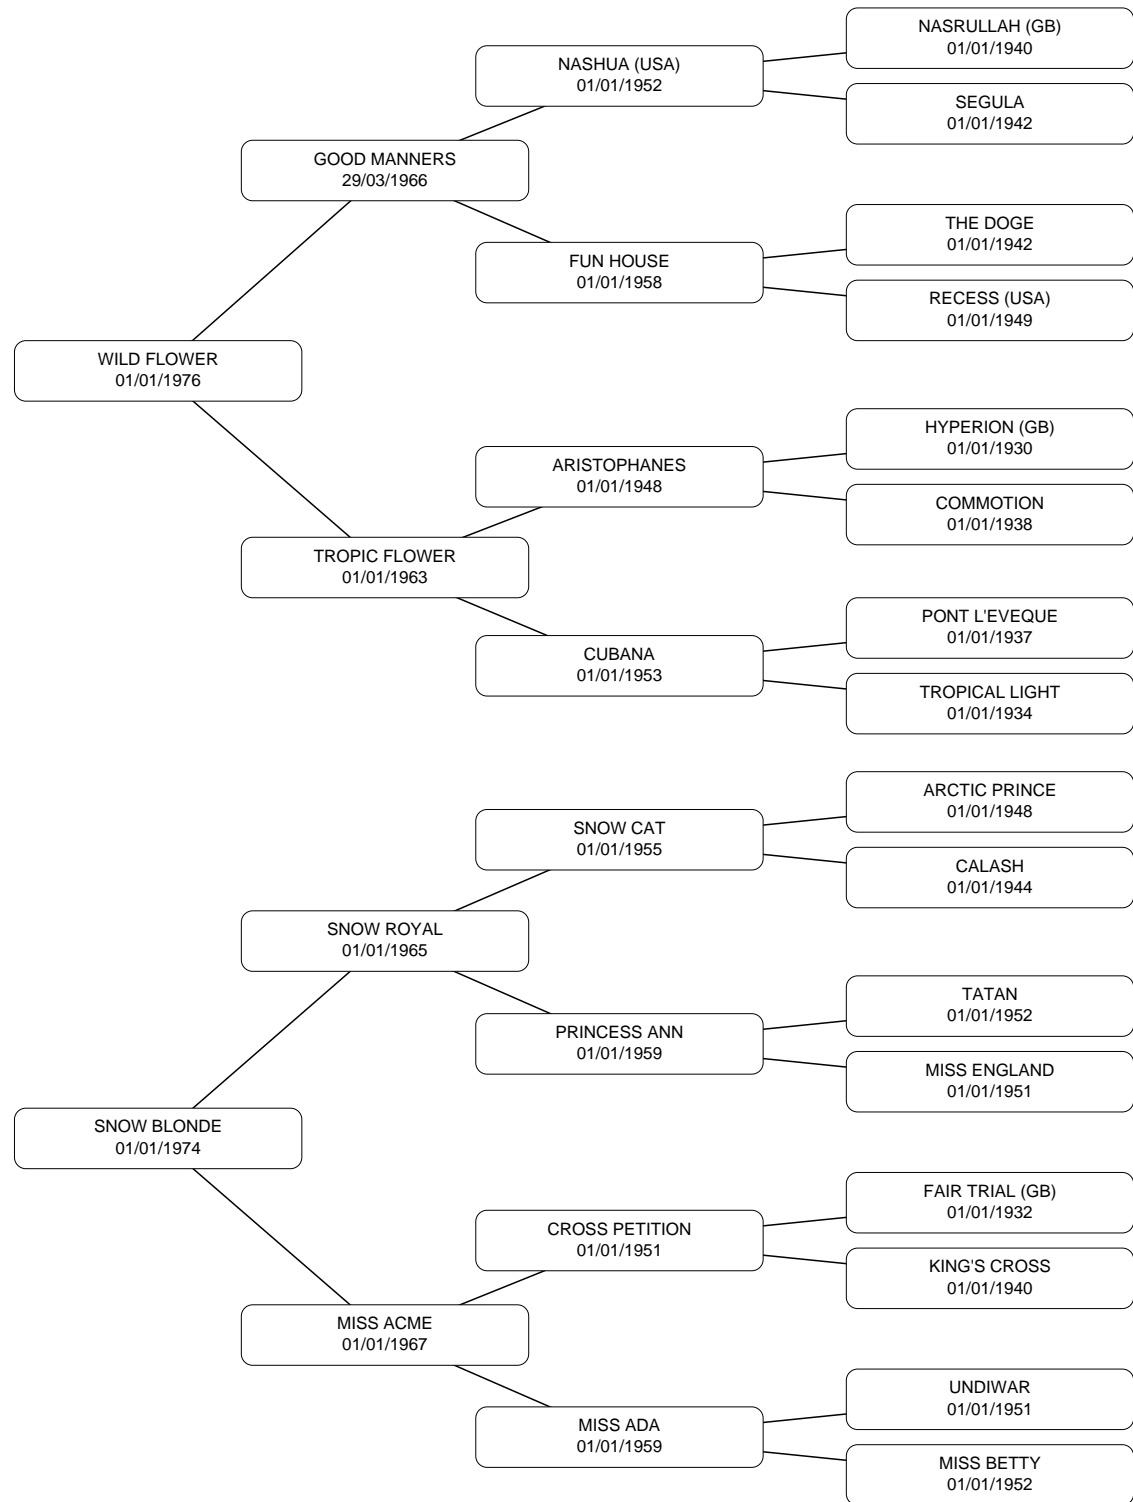 NASRULLAH (GB)
01/01/1940
NASHUA (USA)
01/01/1952
SEGULA
01/01/1942
GOOD MANNERS
29/03/1966
THE DOGE
01/01/1942
FUN HOUSE
01/01/1958
RECESS (USA)
01/01/1949
WILD FLOWER
01/01/1976
HYPERION (GB)
01/01/1930
ARISTOPHANES
01/01/1948
COMMOTION
01/01/1938
TROPIC FLOWER
01/01/1963
PONT L'EVEQUE
01/01/1937
CUBANA
01/01/1953
TROPICAL LIGHT
01/01/1934
ARCTIC PRINCE
01/01/1948
SNOW CAT
01/01/1955
CALASH
01/01/1944
SNOW ROYAL
01/01/1965
TATAN
01/01/1952
PRINCESS ANN
01/01/1959
MISS ENGLAND
01/01/1951
SNOW BLONDE
01/01/1974
FAIR TRIAL (GB)
01/01/1932
CROSS PETITION
01/01/1951
KING'S CROSS
01/01/1940
MISS ACME
01/01/1967
UNDIWAR
01/01/1951
MISS ADA
01/01/1959
MISS BETTY
01/01/1952